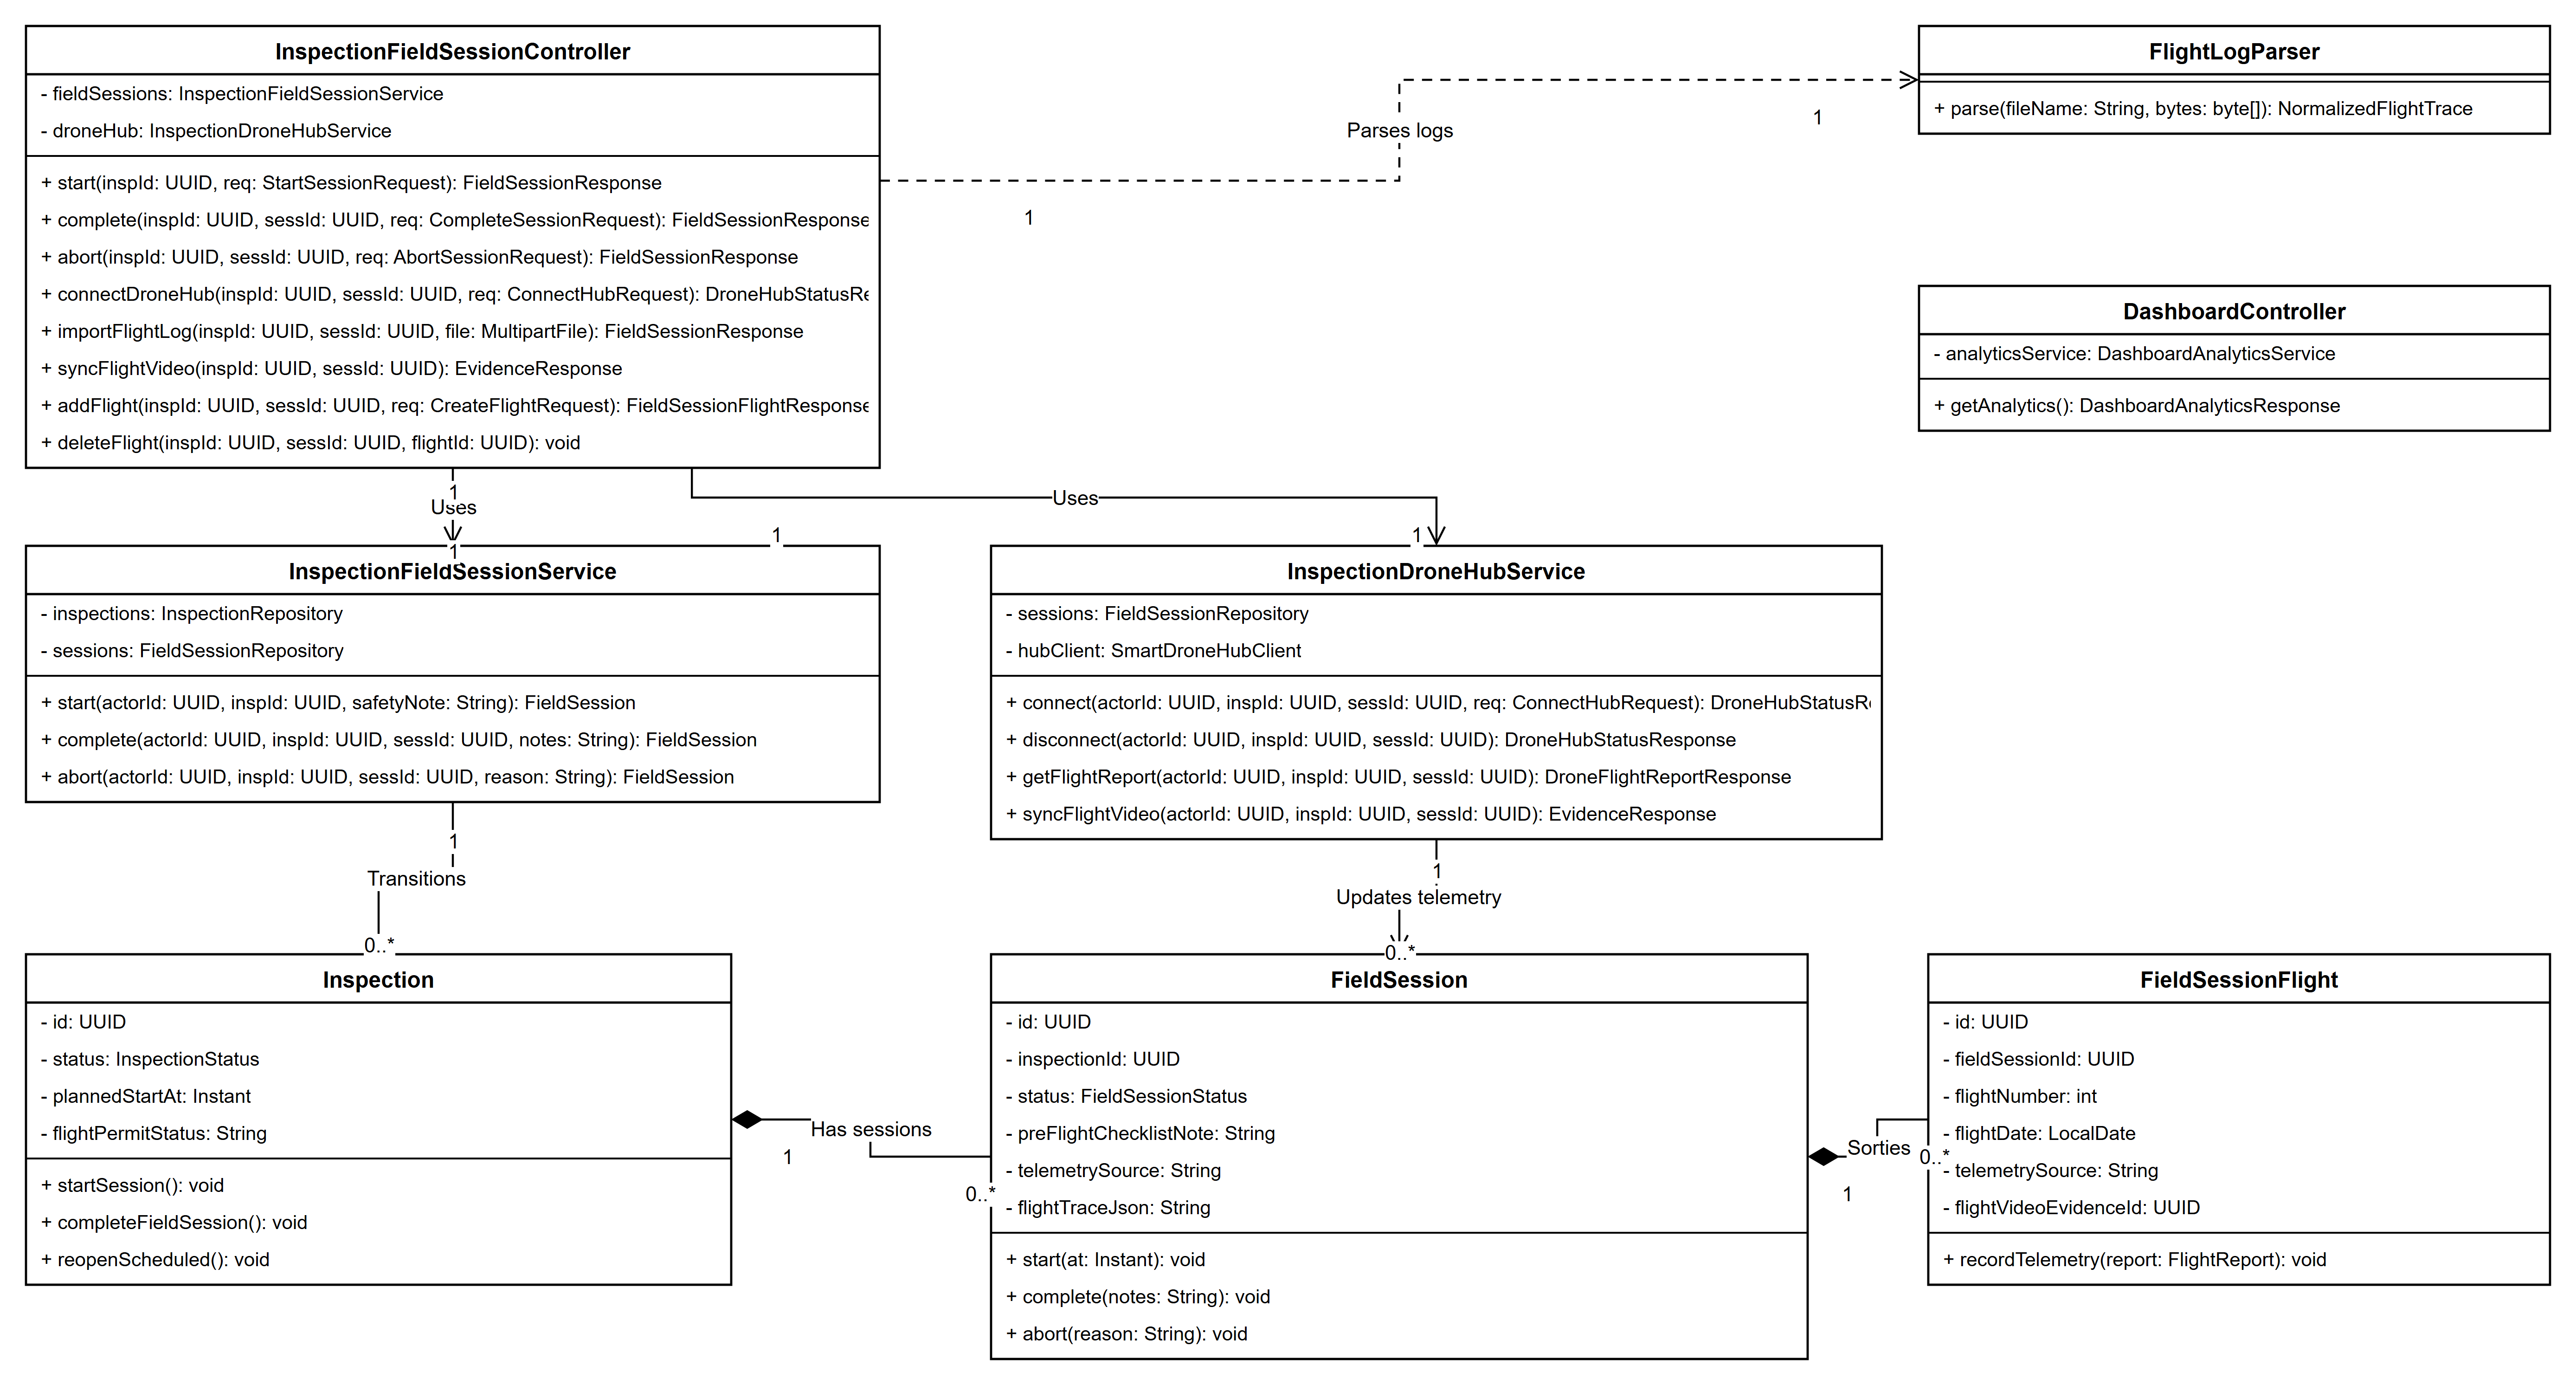 InspectionFieldSessionController
- fieldSessions: InspectionFieldSessionService
- droneHub: InspectionDroneHubService
+ start(inspId: UUID, req: StartSessionRequest): FieldSessionResponse
+ complete(inspId: UUID, sessId: UUID, req: CompleteSessionRequest): FieldSessionResponse
+ abort(inspId: UUID, sessId: UUID, req: AbortSessionRequest): FieldSessionResponse
+ connectDroneHub(inspId: UUID, sessId: UUID, req: ConnectHubRequest): DroneHubStatusRe
+ importFlightLog(inspId: UUID, sessId: UUID, file: MultipartFile): FieldSessionResponse
+ syncFlightVideo(inspId: UUID, sessId: UUID): EvidenceResponse
+ addFlight(inspId: UUID, sessId: UUID, req: CreateFlightRequest): FieldSessionFlightResponse
+ deleteFlight(inspId: UUID, sessId: UUID, flightId: UUID): void
Parses logs
1
1
FlightLogParser
+ parse(fileName: String, bytes: byte[]): NormalizedFlightTrace
DashboardController
- analyticsService: DashboardAnalyticsService
+ getAnalytics(): DashboardAnalyticsResponse
1
Uses
1
Uses
1
1
InspectionFieldSessionService
- inspections: InspectionRepository
- sessions: FieldSessionRepository
+ start(actorId: UUID, inspId: UUID, safetyNote: String): FieldSession
+ complete(actorId: UUID, inspId: UUID, sessId: UUID, notes: String): FieldSession
+ abort(actorId: UUID, inspId: UUID, sessId: UUID, reason: String): FieldSession
InspectionDroneHubService
- sessions: FieldSessionRepository
- hubClient: SmartDroneHubClient
+ connect(actorId: UUID, inspId: UUID, sessId: UUID, req: ConnectHubRequest): DroneHubStatusRe
+ disconnect(actorId: UUID, inspId: UUID, sessId: UUID): DroneHubStatusResponse
+ getFlightReport(actorId: UUID, inspId: UUID, sessId: UUID): DroneFlightReportResponse
+ syncFlightVideo(actorId: UUID, inspId: UUID, sessId: UUID): EvidenceResponse
1
Transitions
0..*
1
Updates telemetry
0..*
Inspection
- id: UUID
- status: InspectionStatus
- plannedStartAt: Instant
- flightPermitStatus: String
+ startSession(): void
+ completeFieldSession(): void
+ reopenScheduled(): void
Has sessions
1
0..*
FieldSession
- id: UUID
- inspectionId: UUID
- status: FieldSessionStatus
- preFlightChecklistNote: String
- telemetrySource: String
- flightTraceJson: String
+ start(at: Instant): void
+ complete(notes: String): void
+ abort(reason: String): void
Sorties
1
0..*
FieldSessionFlight
- id: UUID
- fieldSessionId: UUID
- flightNumber: int
- flightDate: LocalDate
- telemetrySource: String
- flightVideoEvidenceId: UUID
+ recordTelemetry(report: FlightReport): void